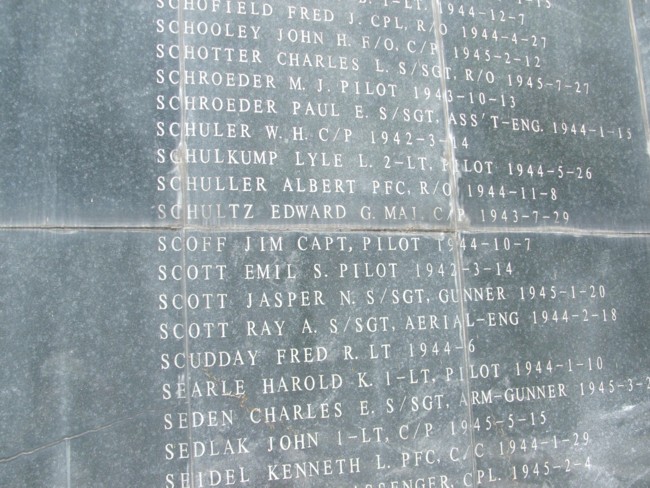 1-LT, 
SCHOFIELD FRED J. CPL, R/O 1944-12-7
SCHOOLEY JOHN H. F/O, C/P 1944-4-27
SCHOTTER CHARLES L. S/SGT, R/O 1945-2-12
SCHROEDER M. J. PILOT 1943-10-13 1945-7-27
SCHROEDER PAUL E. S/SGT, ASS'T-ENG. 1944-1-15
SCHULER W. H. C/P 1942-3-14
SCHULKUMP LYLE L. 2-LT, PILOT 1944-5-26
SCHULLER ALBERT PFC, R/O 1944-11-8
SCHULTZ EDWARD G. MAJ, C/P 1943-7-29
SCOFF JIM CAPT, PILOT 1944-10-7
SCOTT EMIL S. PILOT 1942-3-14
SCOTT JASPER N. S/SGT, GUNNER 1945-1-20
SCOTT RAY A. S/SGT, AERIAL-ENG 1944-2-18
SCUDDAY FRED R. LT 1944-6
SEARLE HAROLD K. 1-LT, PILOT 1944-1-10
SEDEN CHARLES E. S/SGT, ARM-GUNNER 1945-3-2
SEDLAK JOHN 1-LT, C/P 1945-5-15
SEIDEL KENNETH L. PFC, C/C 1944-1-29
PASSENGER, CPL. 1945-2-4